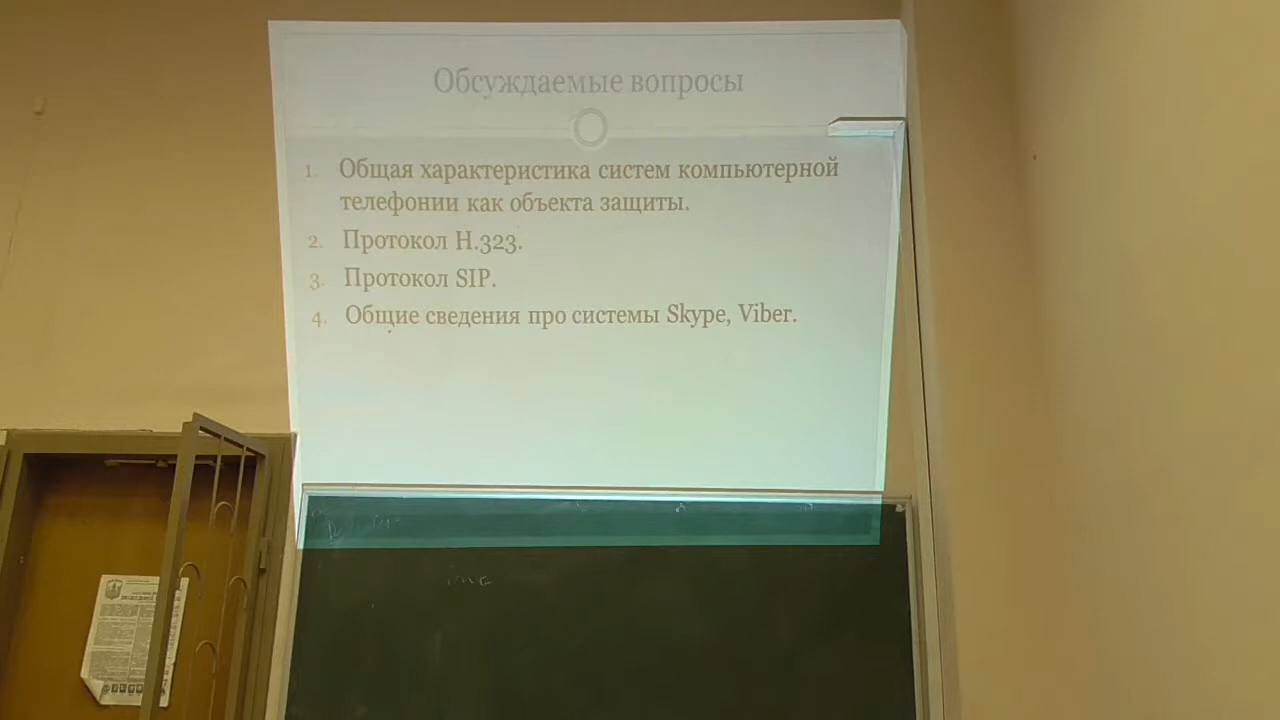 Обсуждаемые вопросы
1. Общая характеристика систем компьютерной
телефонии как объекта защиты.
2. Протокол H.323.
3. Протокол SIP.
4. Общие сведения про системы Skype, Viber.